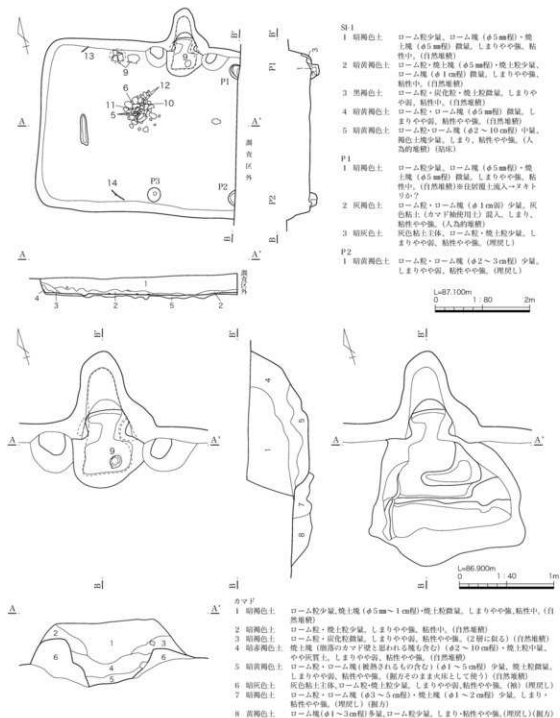 SI-1
1 暗褐色土 ローム粒少量、ローム塊（φ5㎜程）・焼
土塊（φ5㎜程）微量。しまりやや強、粘
性中。(自然堆積)
2 暗黄褐色土 ローム粒・焼土塊（φ5㎜程）・焼土粒少量、
ローム塊（φ1㎝程）微量。しまりやや強、
粘性やや強。(自然堆積)
3 黒褐色土 ローム粒・炭化粒・焼土粒微量。しまりや
や弱、粘性中。(自然堆積)
4 暗黄褐色土 ローム粒・ローム塊（φ5㎜程）微量。し
まりやや弱、粘性やや強。(自然堆積)
5 暗黄褐色土 ローム粒・ローム塊（φ2～10㎝程）中量、
褐色土塊少量。しまり、粘性やや強。(人
為的堆積)（貼床）
P1
1 暗褐色土 ローム粒少量、ローム塊（φ5㎜程）・焼
土塊（φ5㎜程）微量。しまりやや強、粘
性中。(自然堆積)※住居覆土流入→ヌキト
リか？
2 灰褐色土 ローム粒・ローム塊（φ1㎝弱）少量。灰
色粘土（カマド袖使用土）混入。しまり、
粘性やや強。(人為的堆積)
3 暗灰色土 灰色粘土主体、ローム粒・焼土粒少量。し
まりやや弱、粘性やや強。(埋戻し)
P2
1 暗黄褐色土 ローム粒・ローム塊（φ2～3㎝程）少量。
しまりやや弱、粘性やや強。(埋戻し)
L=87.100m
0 1:80 2m
A A'
B B'
調査区外
P1
P2
P3
3
4
5
6
9
10
11
12
13
14
1
2
L=86.900m
0 1:40 1m
カマド
1 暗褐色土 ローム粒少量、焼土塊（φ5㎜～1㎝程）・焼土粒微量。しまりやや強、粘性中。(自
然堆積)
2 暗褐色土 ローム粒・焼土粒少量。しまりやや強、粘性中。(自然堆積)
3 暗褐色土 ローム粒・炭化粒微量。しまりやや弱、粘性やや強。(2層に似る)(自然堆積)
4 暗赤褐色土 焼土塊（崩落のカマド壁と思われる塊も含む）（φ2～10㎝程）・焼土粒中量。
やや灰質土。しまりやや弱、粘性やや強。(自然堆積)
5 暗黄褐色土 ローム塊（被熱されるもの含む）（φ1～5㎝程）少量、焼土粒微量。
しまりやや弱、粘性やや強。(掘方そのまま火床として使う)(自然堆積)
6 暗灰色土 灰色粘土主体、ローム粒・焼土粒少量。しまりやや弱、粘性やや強。(袖)(埋戻し)
7 暗褐色土 ローム粒・ローム塊（φ3～5㎝程）・焼土塊（φ1～2㎝程）少量。しまり・
粘性やや強。(埋戻し)(掘方)
8 黄褐色土 ローム塊（φ1～3㎝程）多量、ローム粒少量。しまり・粘性やや強。(埋戻し)(掘方)